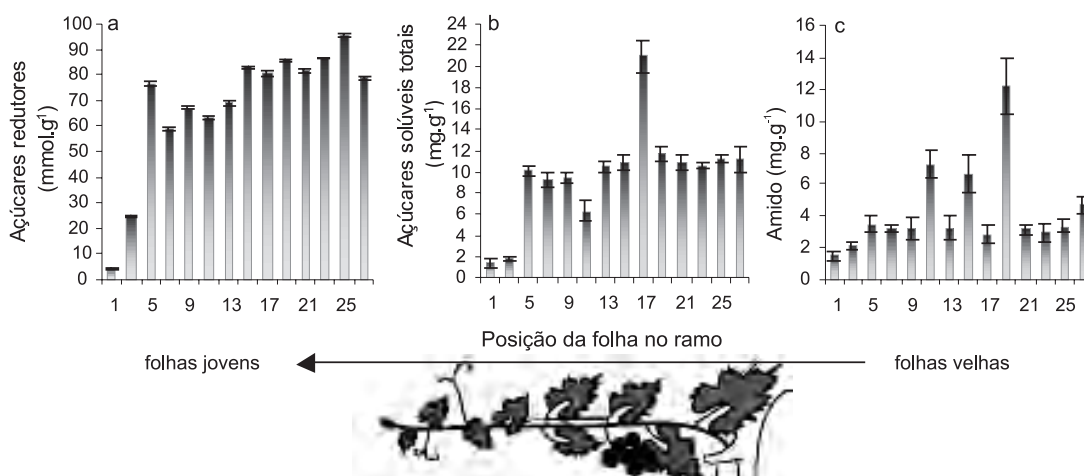 a
Açúcares redutores
(mmol.g¹)
100
90
80
70
60
50
40
30
20
10
0
1 5 9 13 17 21 25
b
Açúcares solúveis totais
(mg.g⁻¹)
24
22
20
18
16
14
12
10
8
6
4
2
0
1 5 9 13 17 21 25
c
Amido (mg.g⁻¹)
16
14
12
10
8
6
4
2
0
1 5 9 13 17 21 25
Posição da folha no ramo
folhas jovens
folhas velhas